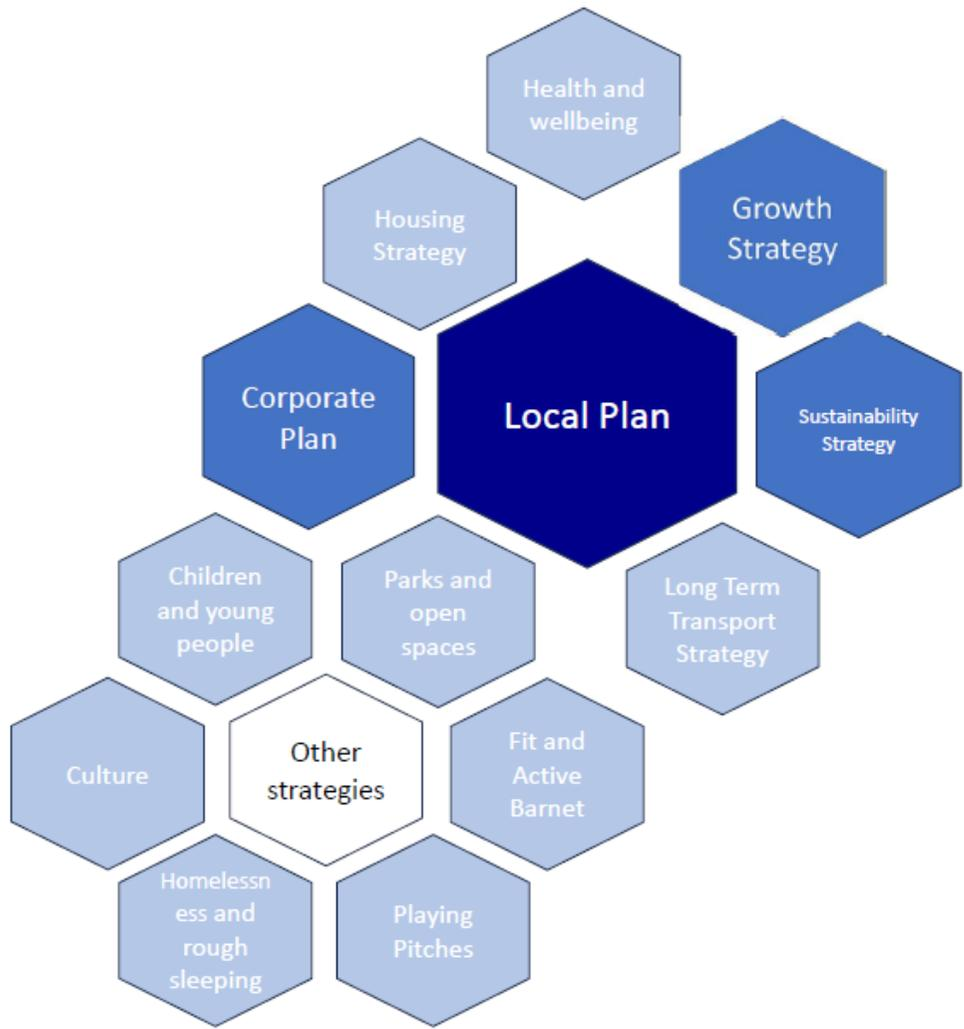 Health and
wellbeing
Growth
Strategy
Housing
Strategy
Corporate
Plan
Local Plan
Sustainability
Strategy
Children
and young
people
Parks and
open
spaces
Long Term
Transport
Strategy
Culture
Other
strategies
Fit and
Active
Barnet
Homelessn
ess and
rough
sleeping
Playing
Pitches